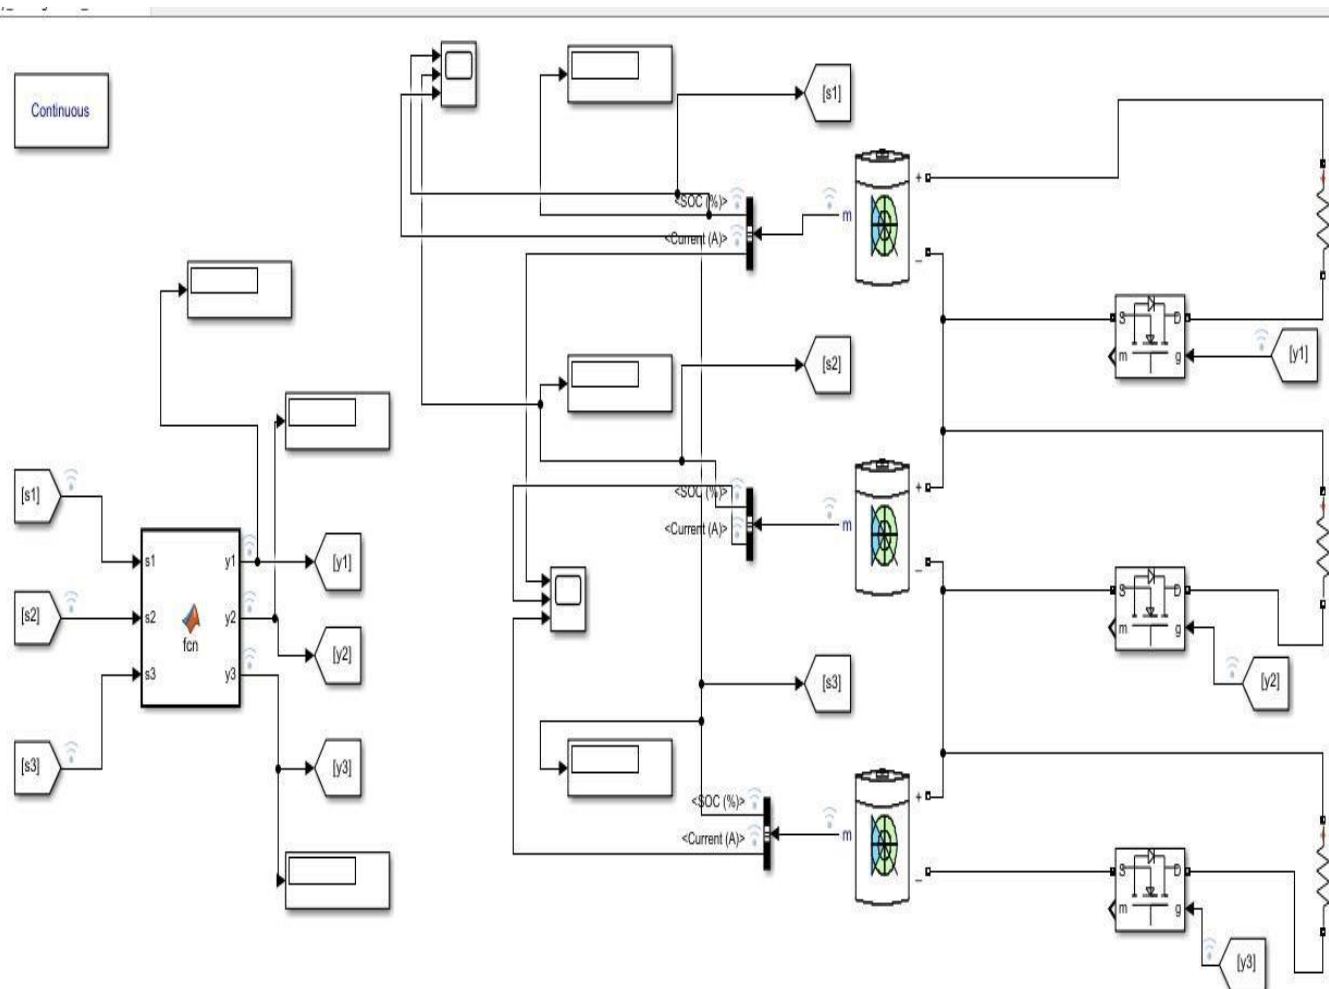 Continuous
[s1]
<SOC (%)>
<Current (A)>
m
+
_
S
D
m
g
[y1]
[s2]
<SOC (%)>
<Current (A)>
m
+
_
S
D
m
g
[y2]
[s1]
[s2]
[s3]
s1
s2
s3
fcn
y1
y2
y3
[y1]
[y2]
[y3]
[s3]
<SOC (%)>
<Current (A)>
m
+
_
S
D
m
g
[y3]